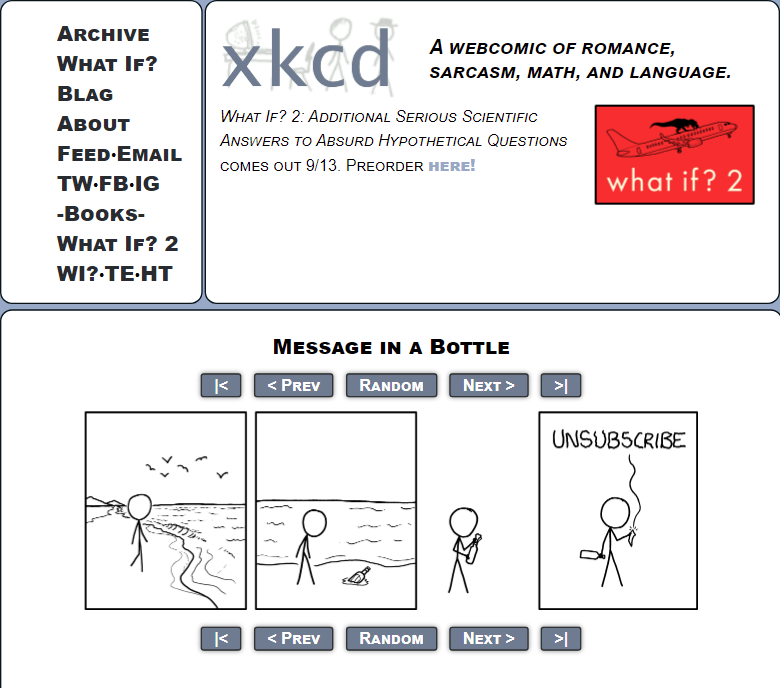 Archive
What If?
Blag
About
Feed·Email
TW·FB·IG
-Books-
What If? 2
WI?·TE·HT
xkcd
A webcomic of romance,
sarcasm, math, and language.
What If? 2: Additional Serious Scientific
Answers to Absurd Hypothetical Questions
comes out 9/13. Preorder here!
what if? 2
Message in a Bottle
|< < Prev Random Next > >|
UNSUBSCRIBE
|< < Prev Random Next > >|